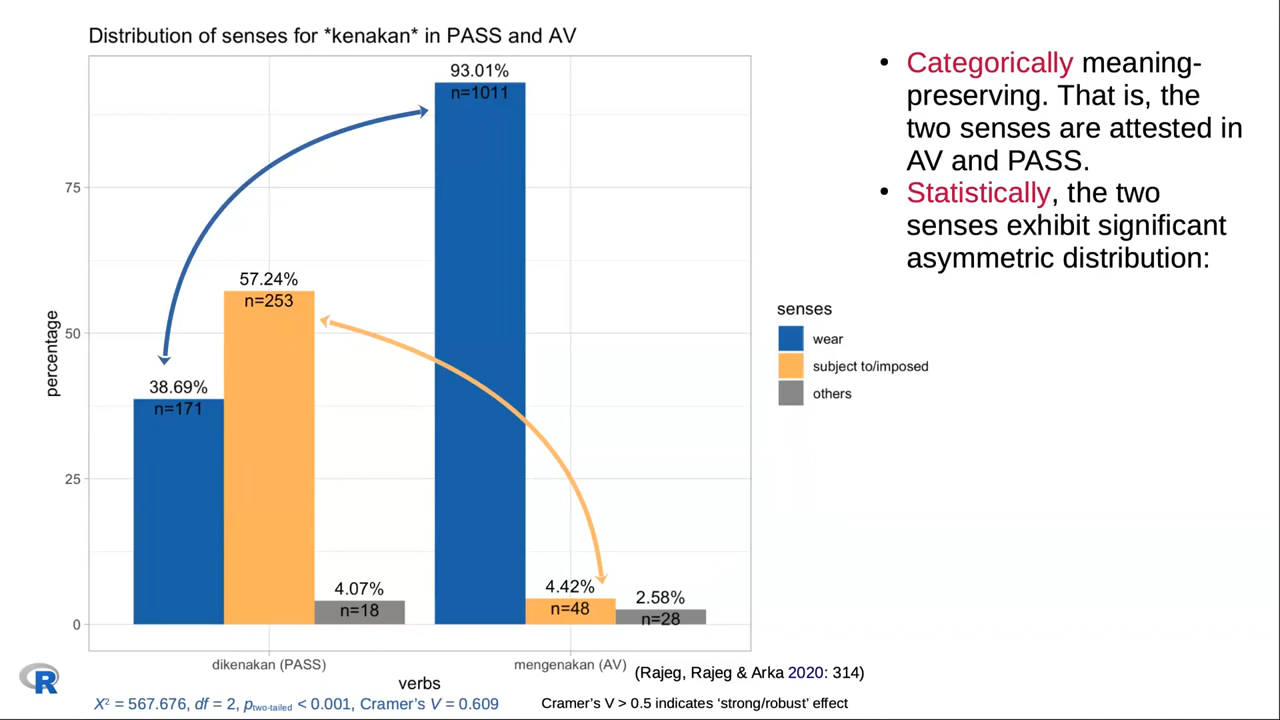 Distribution of senses for *kenakan* in PASS and AV
percentage
75
50
25
0
38.69%
n=171
57.24%
n=253
4.07%
n=18
93.01%
n=1011
4.42%
n=48
2.58%
n=28
dikenakan (PASS)
mengenakan (AV)
verbs
senses
wear
subject to/imposed
others
• Categorically meaning-
preserving. That is, the
two senses are attested in
AV and PASS.
• Statistically, the two
senses exhibit significant
asymmetric distribution:
(Rajeg, Rajeg & Arka 2020: 314)
R
X² = 567.676, df = 2, ptwo-tailed < 0.001, Cramer's V = 0.609
Cramer's V > 0.5 indicates ‘strong/robust’ effect